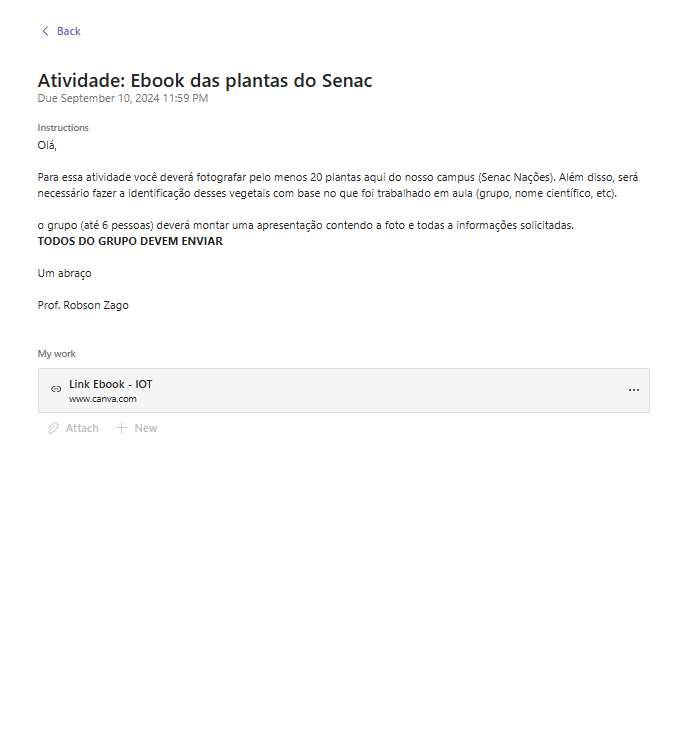 Back
Atividade: Ebook das plantas do Senac
Due September 10, 2024 11:59 PM
Instructions
Olá,
Para essa atividade você deverá fotografar pelo menos 20 plantas aqui do nosso campus (Senac Nações). Além disso, será
necessário fazer a identificação desses vegetais com base no que foi trabalhado em aula (grupo, nome científico, etc).
o grupo (até 6 pessoas) deverá montar uma apresentação contendo a foto e todas a informações solicitadas.
TODOS DO GRUPO DEVEM ENVIAR
Um abraço
Prof. Robson Zago
My work
Link Ebook - IOT
www.canva.com
Attach New